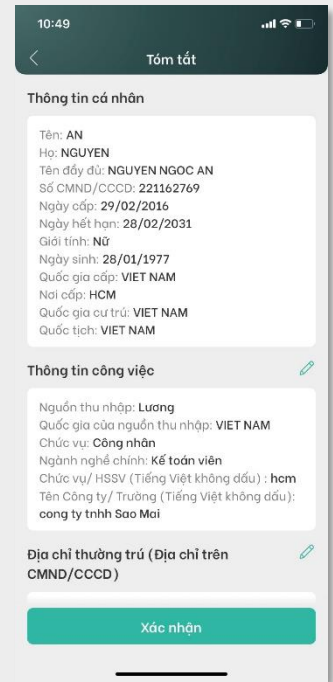 10:49
Tóm tắt
Thông tin cá nhân
Tên: AN
Họ: NGUYEN
Tên đầy đủ: NGUYEN NGOC AN
Số CMND/CCCD: 221162769
Ngày cấp: 29/02/2016
Ngày hết hạn: 28/02/2031
Giới tính: Nữ
Ngày sinh: 28/01/1977
Quốc gia cấp: VIET NAM
Nơi cấp: HCM
Quốc gia cư trú: VIET NAM
Quốc tịch: VIET NAM
Thông tin công việc
Nguồn thu nhập: Lương
Quốc gia của nguồn thu nhập: VIET NAM
Chức vụ: Công nhân
Ngành nghề chính: Kế toán viên
Chức vụ/ HSSV (Tiếng Việt không dấu) : hcm
Tên Công ty/ Trường (Tiếng Việt không dấu):
cong ty tnhh Sao Mai
Địa chỉ thường trú (Địa chỉ trên
CMND/CCCD)
Xác nhận